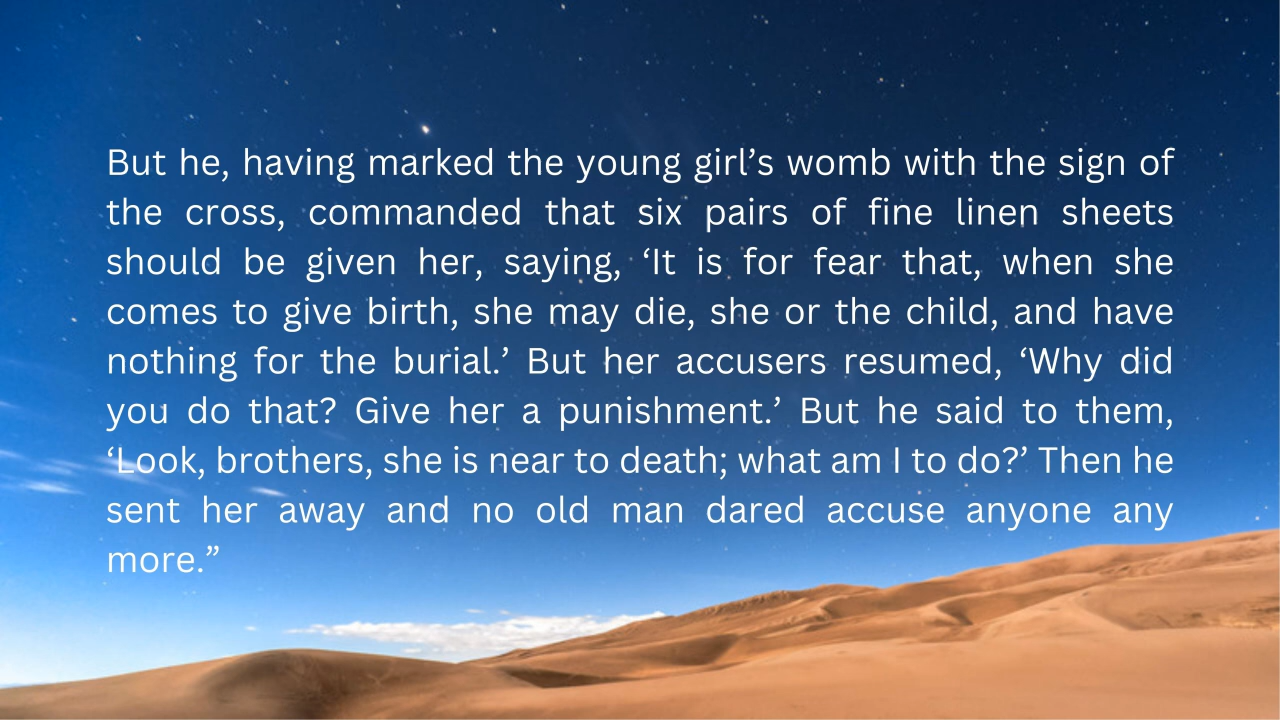 But he, having marked the young girl’s womb with the sign of
the cross, commanded that six pairs of fine linen sheets
should be given her, saying, ‘It is for fear that, when she
comes to give birth, she may die, she or the child, and have
nothing for the burial.’ But her accusers resumed, ‘Why did
you do that? Give her a punishment.’ But he said to them,
‘Look, brothers, she is near to death; what am I to do?’ Then he
sent her away and no old man dared accuse anyone any
more.”